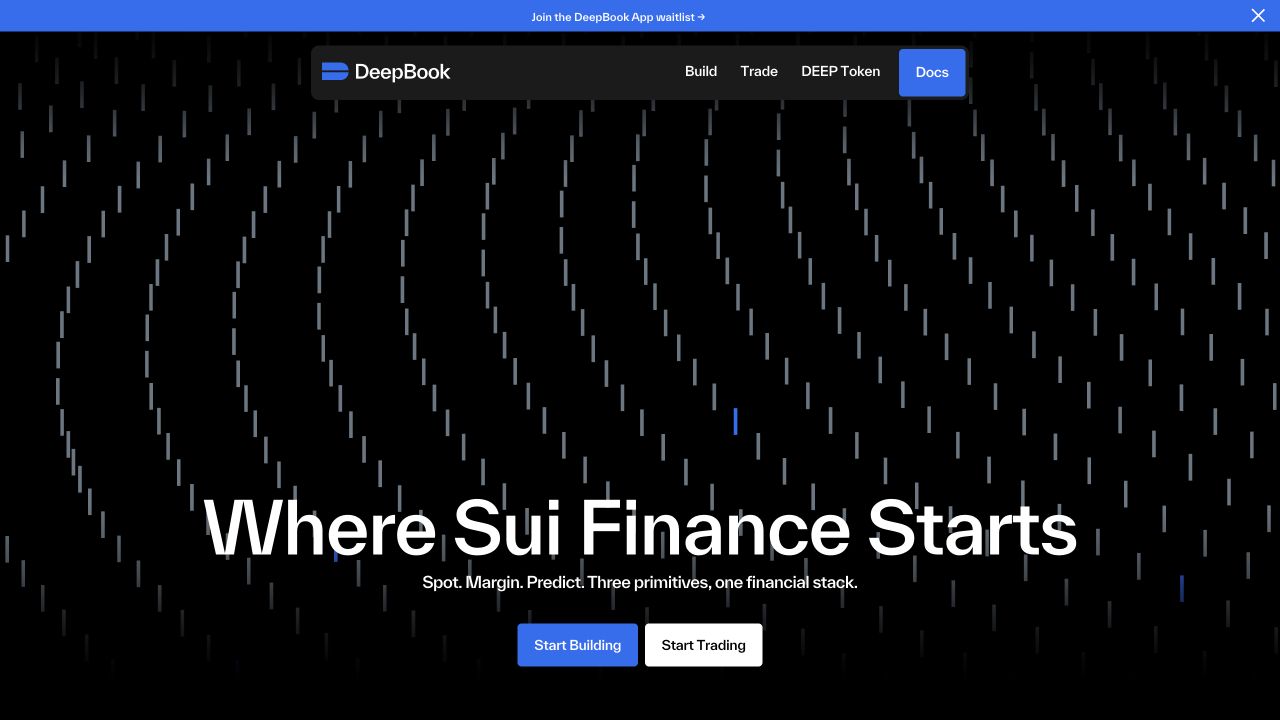 Join the DeepBook App waitlist →
DeepBook
Build
Trade
DEEP Token
Docs
Where Sui Finance Starts
Spot. Margin. Predict. Three primitives, one financial stack.
Start Building
Start Trading